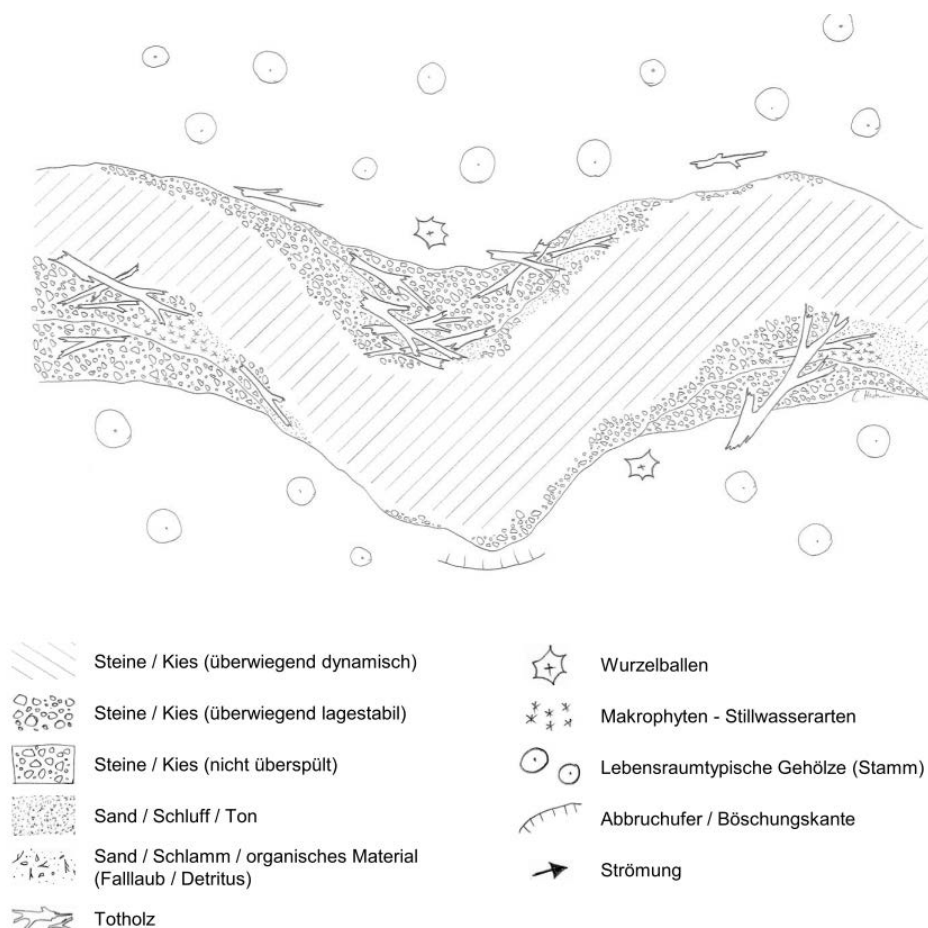 Steine / Kies (überwiegend dynamisch)
Steine / Kies (überwiegend lagestabil)
Steine / Kies (nicht überspült)
Sand / Schluff / Ton
Sand / Schlamm / organisches Material
(Falllaub / Detritus)
Totholz
Wurzelballen
Makrophyten - Stillwasserarten
Lebensraumtypische Gehölze (Stamm)
Abbruchufer / Böschungskante
Strömung